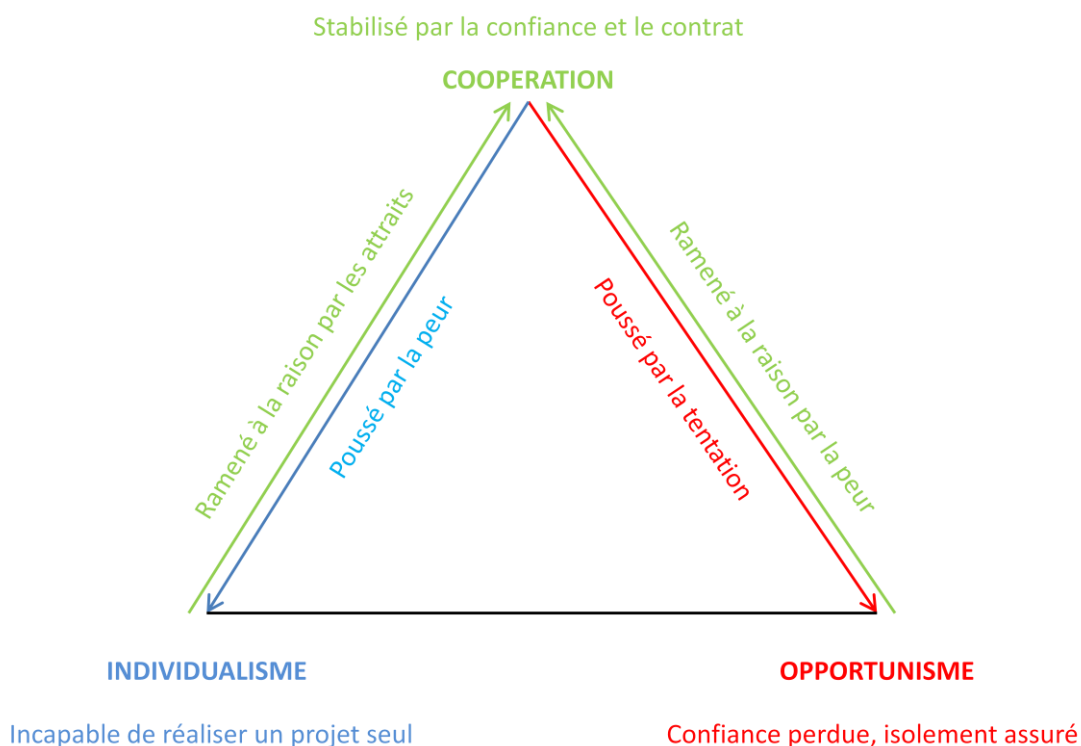 Stabilisé par la confiance et le contrat
COOPERATION
Ramené à la raison par les attraits
Poussé par la peur
Poussé par la tentation
Ramené à la raison par la peur
INDIVIDUALISME
OPPORTUNISME
Incapable de réaliser un projet seul
Confiance perdue, isolement assuré